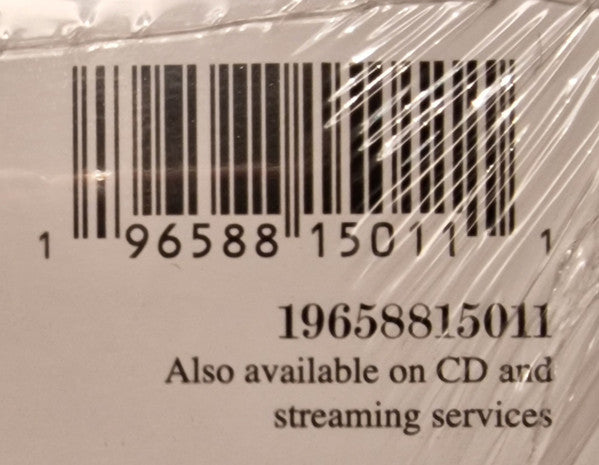 1 96588 15011 1
19658815011
Also available on CD and
streaming services